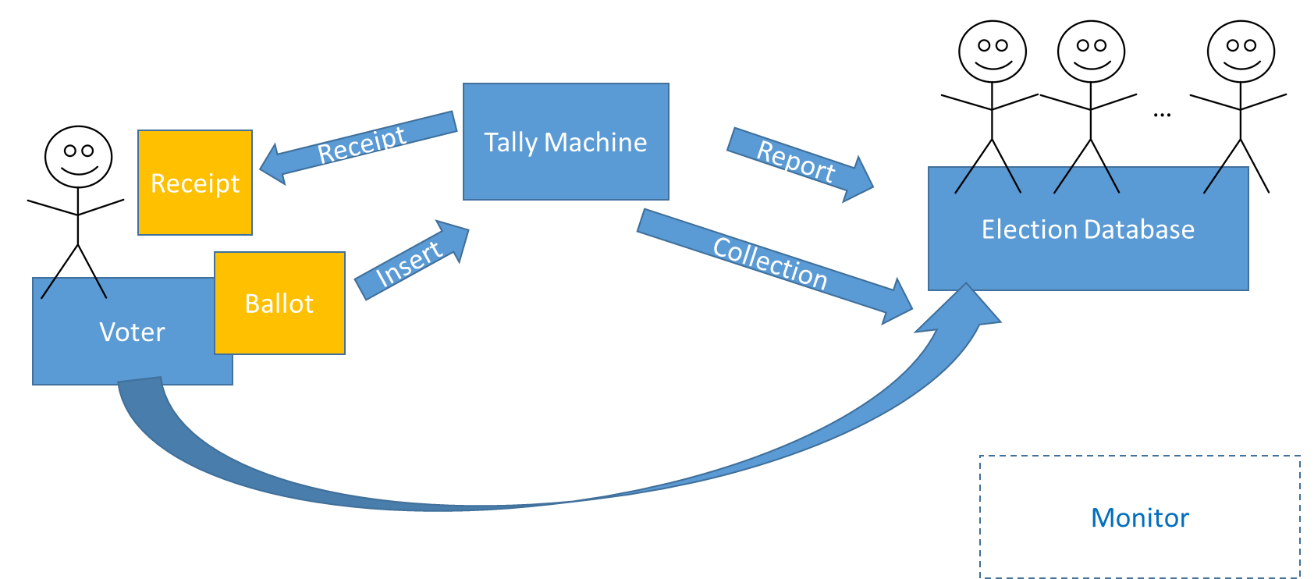 Tally Machine
Receipt
Report
Receipt
...
Election Database
Insert
Collection
Ballot
Voter
Monitor